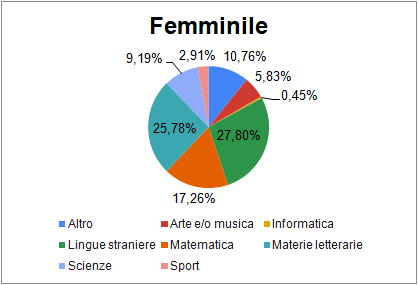 Femminile
9,19% 2,91% 10,76%
5,83%
0,45%
25,78% 27,80%
17,26%
Altro Arte e/o musica Informatica
Lingue straniere Matematica Materie letterarie
Scienze Sport